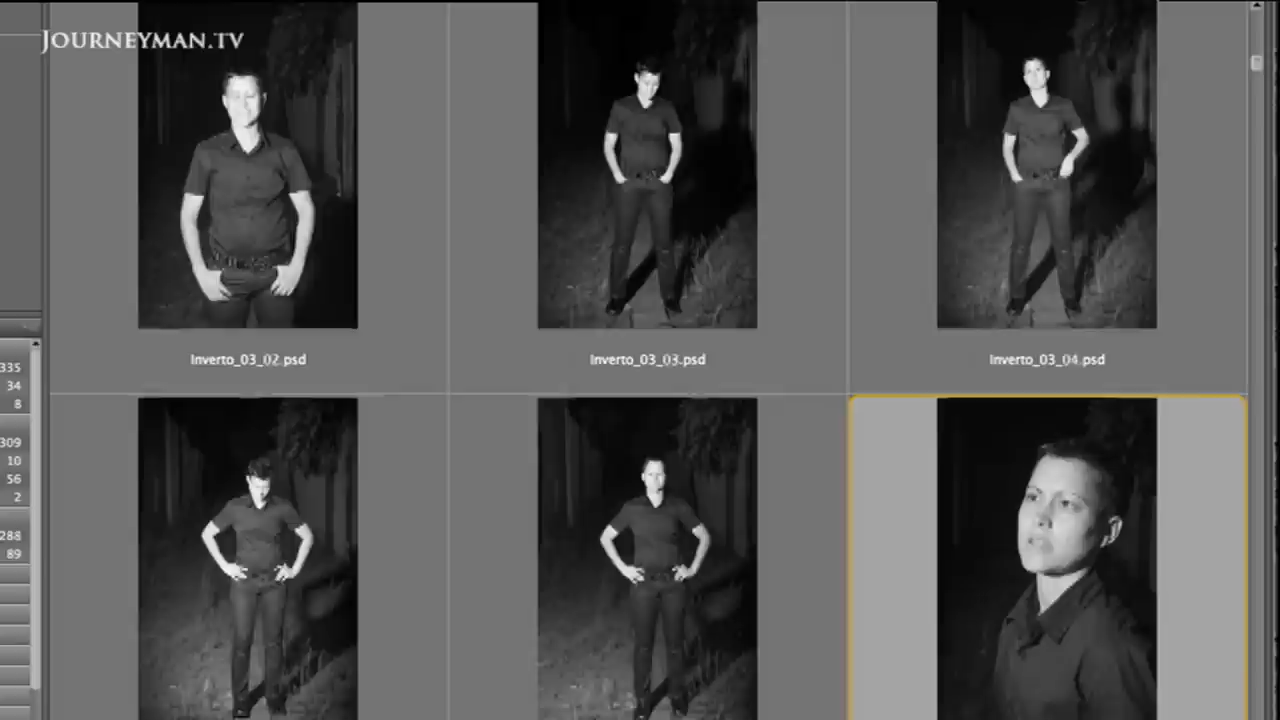 JOURNEYMAN.TV
Inverto_03_02.psd
Inverto_03_03.psd
Inverto_03_04.psd
335
34
8
309
10
56
2
288
89